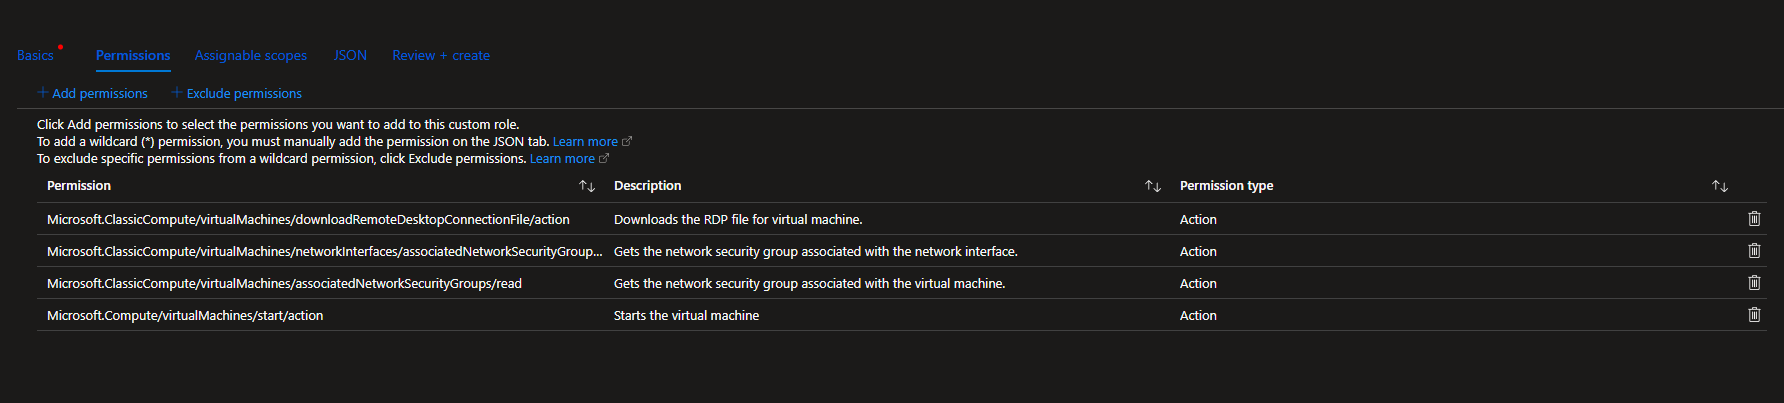 Basics Permissions Assignable scopes JSON Review + create
+ Add permissions + Exclude permissions
Click Add permissions to select the permissions you want to add to this custom role.
To add a wildcard (*) permission, you must manually add the permission on the JSON tab. Learn more
To exclude specific permissions from a wildcard permission, click Exclude permissions. Learn more
Permission Description Permission type
Microsoft.ClassicCompute/virtualMachines/downloadRemoteDesktopConnectionFile/action Downloads the RDP file for virtual machine. Action
Microsoft.ClassicCompute/virtualMachines/networkInterfaces/associatedNetworkSecurityGroup... Gets the network security group associated with the network interface. Action
Microsoft.ClassicCompute/virtualMachines/associatedNetworkSecurityGroups/read Gets the network security group associated with the virtual machine. Action
Microsoft.Compute/virtualMachines/start/action Starts the virtual machine Action